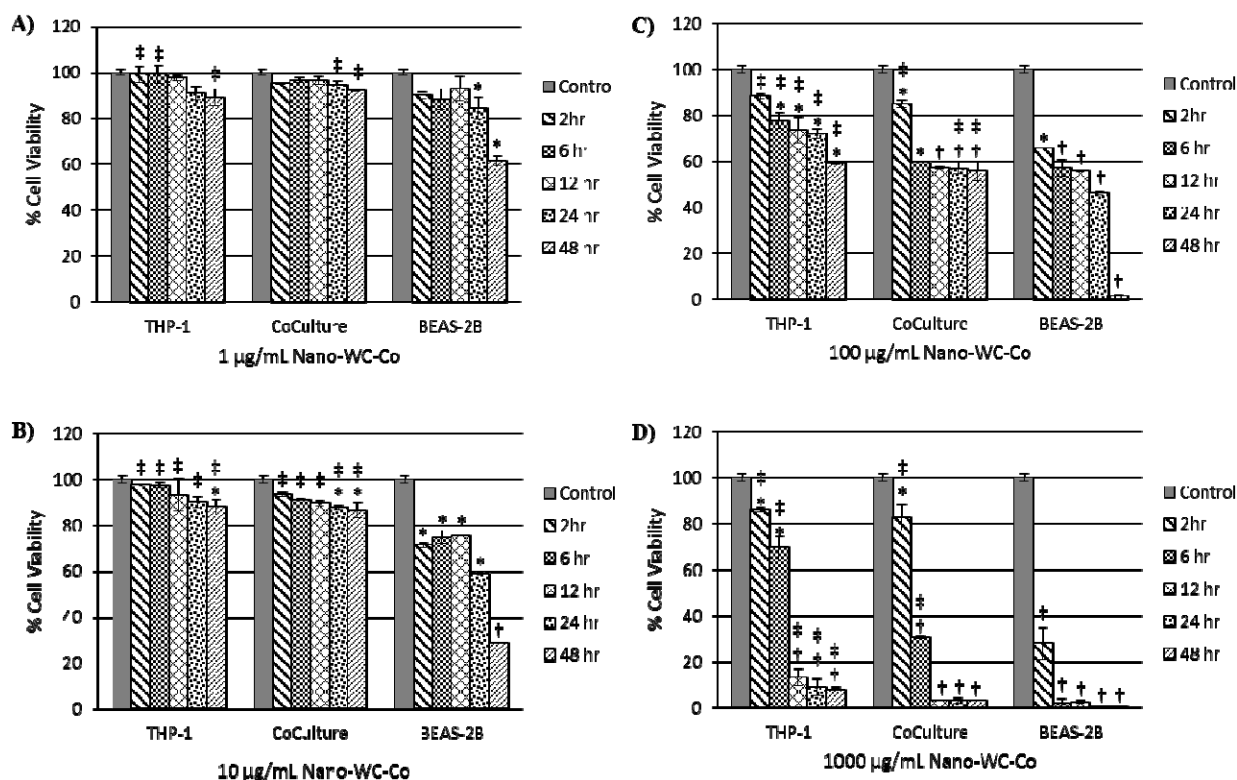 A)
120
100
80
60
40
20
0
% Cell Viability
‡ ‡ ‡
‡ ‡
* *
THP-1 CoCulture BEAS-2B
1 µg/mL Nano-WC-Co
Control
2hr
6 hr
12 hr
24 hr
48 hr
B)
120
100
80
60
40
20
0
% Cell Viability
‡ ‡ ‡ ‡ ‡
*
‡ ‡ ‡ ‡ ‡
* *
* * * * †
THP-1 CoCulture BEAS-2B
10 µg/mL Nano-WC-Co
Control
2hr
6 hr
12 hr
24 hr
48 hr
C)
120
100
80
60
40
20
0
% Cell Viability
‡ ‡ ‡ ‡ ‡
* * * *
‡ ‡ ‡
* * † † †
* † † † †
THP-1 CoCulture BEAS-2B
100 µg/mL Nano-WC-Co
Control
2hr
6 hr
12 hr
24 hr
48 hr
D)
120
100
80
60
40
20
0
% Cell Viability
‡ ‡ ‡ ‡ ‡
* * † † †
‡ ‡
* † † † †
† † † † †
THP-1 CoCulture BEAS-2B
1000 µg/mL Nano-WC-Co
Control
2hr
6 hr
12 hr
24 hr
48 hr